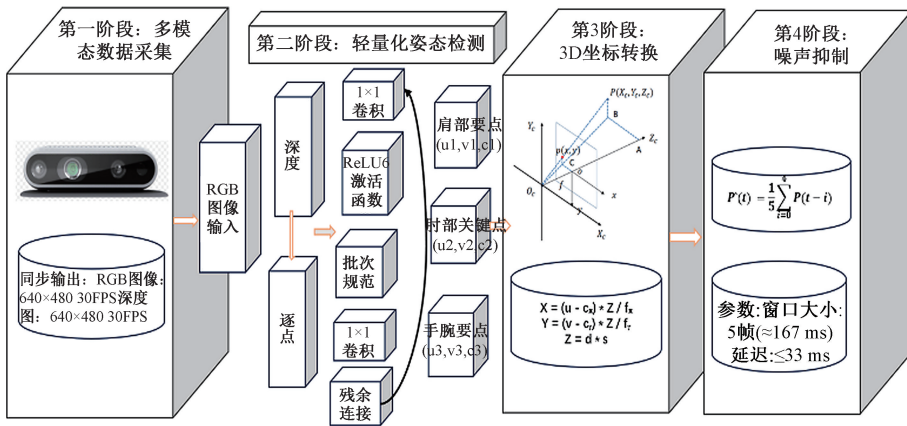 第一阶段：多模
态数据采集
同步输出：RGB图像：
640×480 30FPS深度
图：640×480 30FPS
RGB
图像
输入
第二阶段：轻量化姿态检测
深度
逐点
1×1
卷积
ReLU6
激活
函数
批次
规范
1×1
卷积
残余
连接
肩部要点
(u1,v1,c1)
肘部关键点
(u2,v2,c2)
手腕要点
(u3,v3,c3)
第3阶段：
3D坐标转换
P(Xc,Yc,Zc)
B
Yc
Zc
A
p(x,y)
C
o
Oc
f
x
y
Xc
X = (u - cx) * Z / fx
Y = (v - cr) * Z / fr
Z = d * s
第4阶段：
噪声抑制
P'(t) = 1/5 ∑_{i=0}^{4} P(t − i)
参数:窗口大小:
5帧(≈167 ms)
延迟:≤33 ms